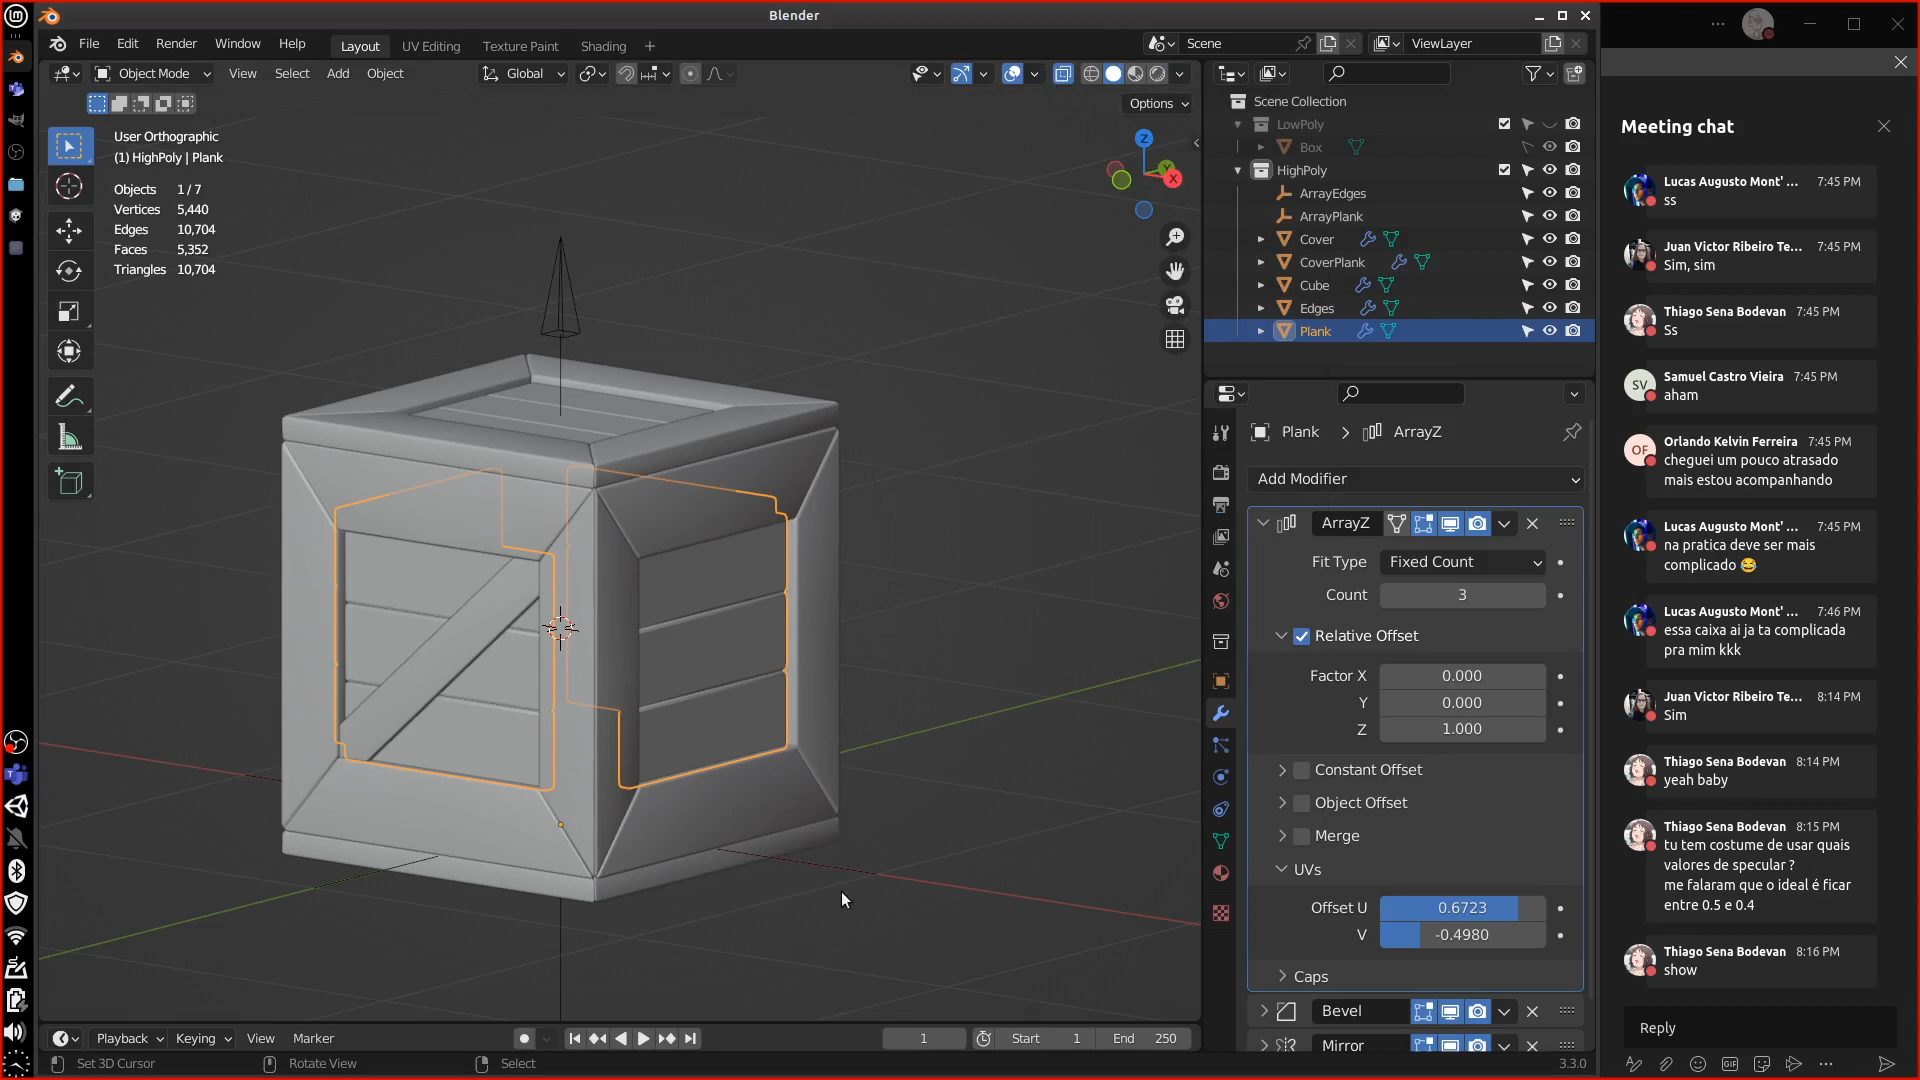 Blender
File Edit Render Window Help Layout UV Editing Texture Paint Shading + Scene ViewLayer
Object Mode View Select Add Object Global
Options
User Orthographic
(1) HighPoly | Plank
Objects 1 / 7
Vertices 5,440
Edges 10,704
Faces 5,352
Triangles 10,704
Z
Y
X
Scene Collection
LowPoly
Box
HighPoly
ArrayEdges
ArrayPlank
Cover
CoverPlank
Cube
Edges
Plank
Plank > ArrayZ
Add Modifier
ArrayZ
Fit Type Fixed Count
Count 3
Relative Offset
Factor X 0.000
Y 0.000
Z 1.000
Constant Offset
Object Offset
Merge
UVs
Offset U 0.6723
V -0.4980
Caps
Bevel
Mirror
Playback Keying View Marker 1 Start 1 End 250
Set 3D Cursor Rotate View Select 3.3.0
Meeting chat
Lucas Augusto Mont' ... 7:45 PM
ss
Juan Victor Ribeiro Te... 7:45 PM
Sim, sim
Thiago Sena Bodevan 7:45 PM
Ss
SV Samuel Castro Vieira 7:45 PM
aham
OF Orlando Kelvin Ferreira 7:45 PM
cheguei um pouco atrasado
mais estou acompanhando
Lucas Augusto Mont' ... 7:45 PM
na pratica deve ser mais
complicado 😂
Lucas Augusto Mont' ... 7:46 PM
essa caixa ai ja ta complicada
pra mim kkk
Juan Victor Ribeiro Te... 8:14 PM
Sim
Thiago Sena Bodevan 8:14 PM
yeah baby
Thiago Sena Bodevan 8:15 PM
tu tem costume de usar quais
valores de specular ?
me falaram que o ideal é ficar
entre 0.5 e 0.4
Thiago Sena Bodevan 8:16 PM
show
Reply
GIF